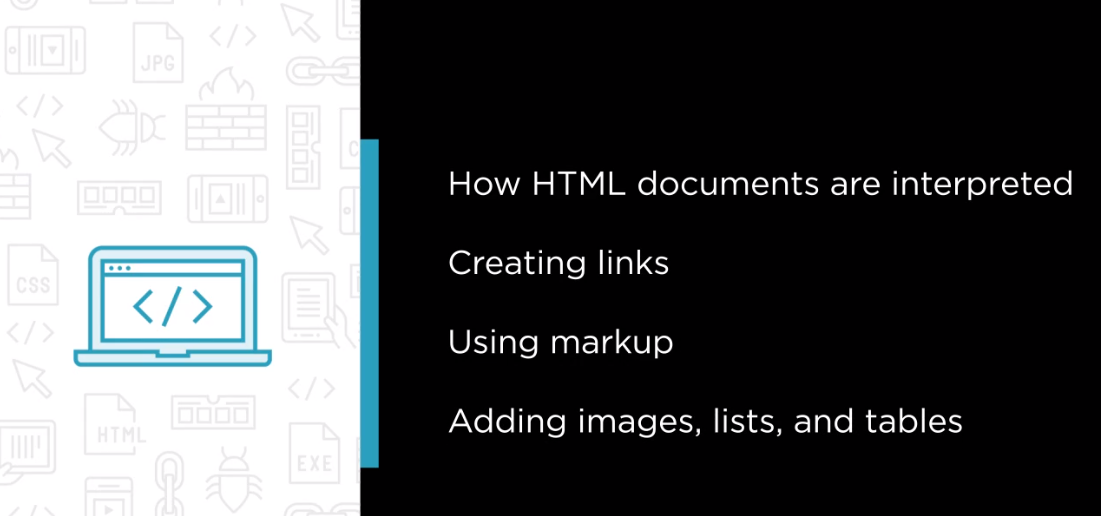 JPG
CSS
HTML
EXE
C
</>
</>
</>
</>
</>
</>
How HTML documents are interpreted
Creating links
Using markup
Adding images, lists, and tables